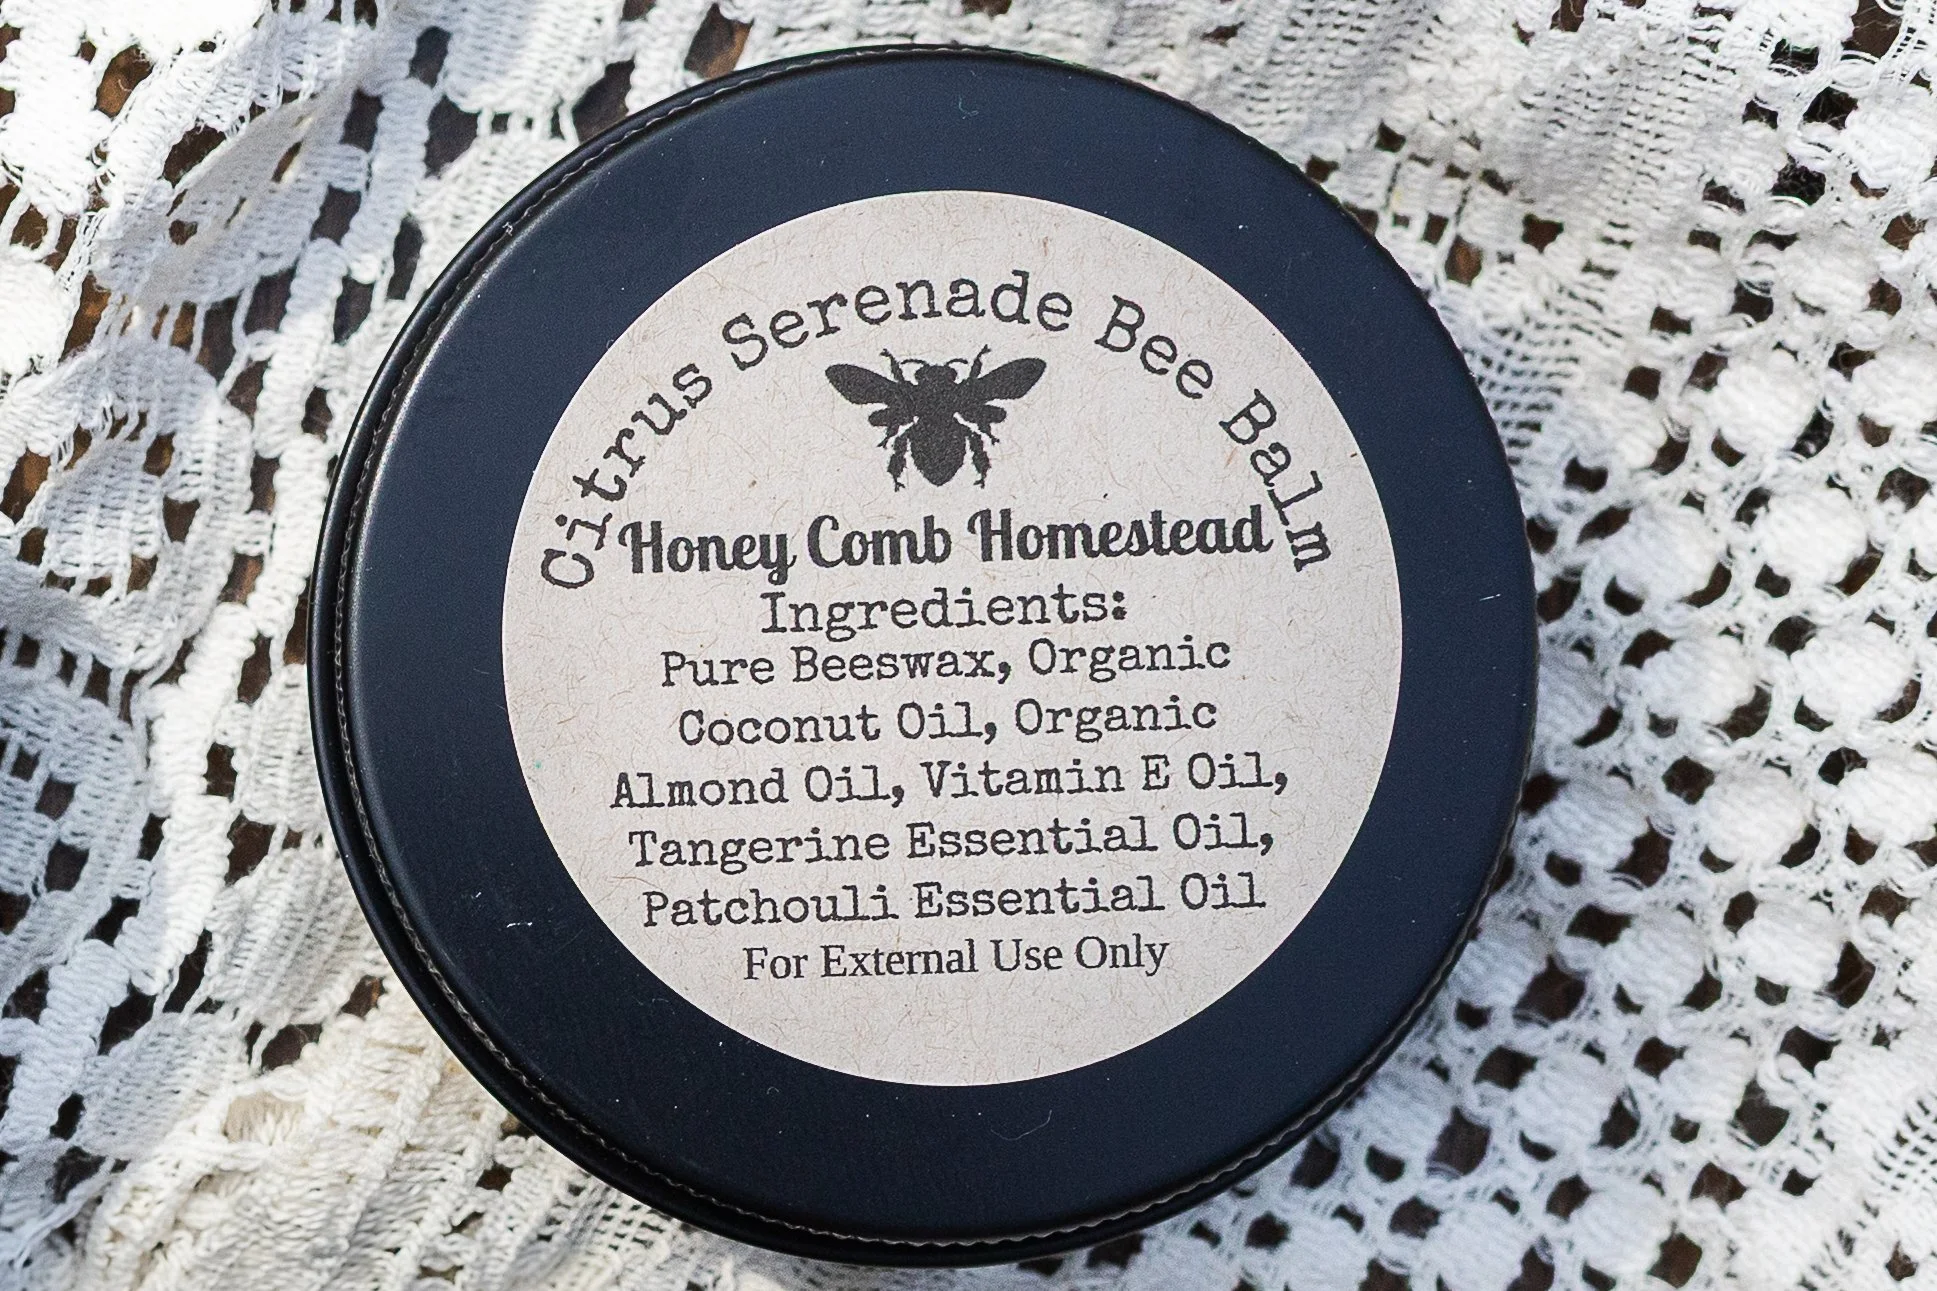 Citrus Serenade Bee Balm
Honey Comb Homestead
Ingredients:
Pure Beeswax, Organic
Coconut Oil, Organic
Almond Oil, Vitamin E Oil,
Tangerine Essential Oil,
Patchouli Essential Oil
For External Use Only